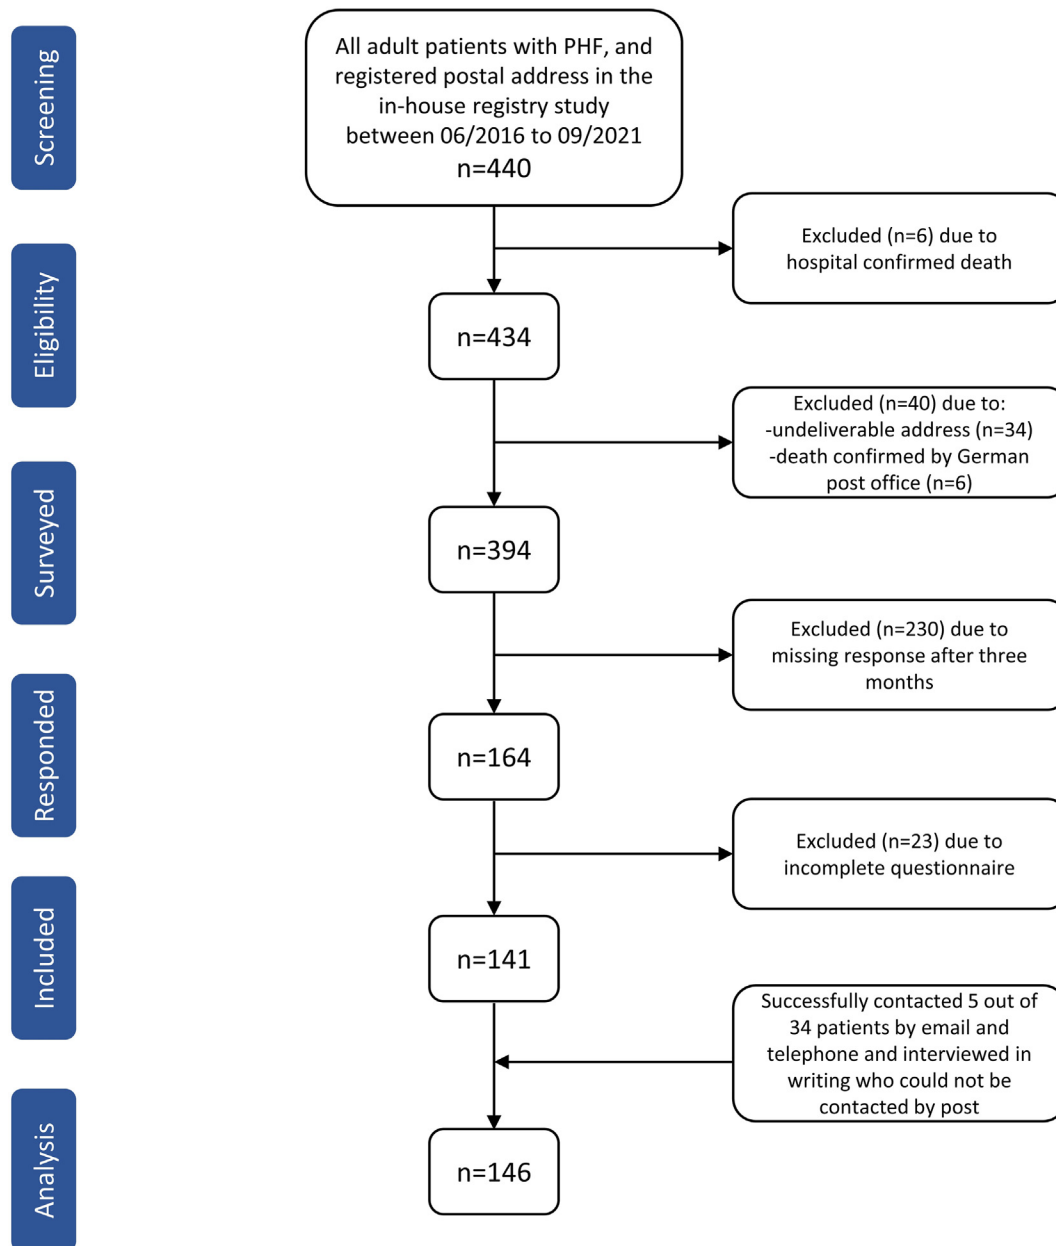 Screening
All adult patients with PHF, and
registered postal address in the
in-house registry study
between 06/2016 to 09/2021
n=440
Excluded (n=6) due to
hospital confirmed death
Eligibility
n=434
Excluded (n=40) due to:
-undeliverable address (n=34)
-death confirmed by German
post office (n=6)
Surveyed
n=394
Excluded (n=230) due to
missing response after three
months
Responded
n=164
Excluded (n=23) due to
incomplete questionnaire
Included
n=141
Successfully contacted 5 out of
34 patients by email and
telephone and interviewed in
writing who could not be
contacted by post
Analysis
n=146